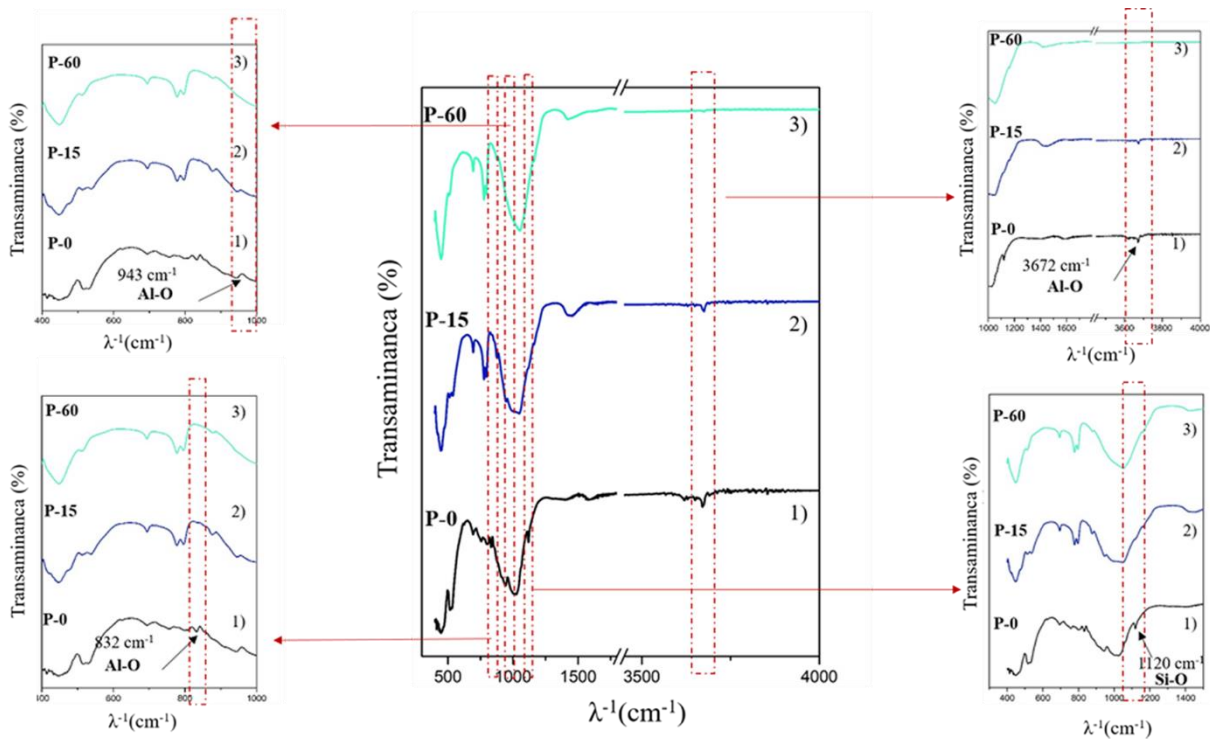 P-60
3)
P-15
2)
P-0
1)
943 cm⁻¹
Al-O
400 600 800 1000
λ⁻¹(cm⁻¹)
Transaminanca (%)
P-60
3)
P-15
2)
P-0
1)
832 cm⁻¹
Al-O
400 600 800 1000
λ⁻¹(cm⁻¹)
Transaminanca (%)
P-60
3)
P-15
2)
P-0
1)
500 1000 1500 3500 4000
λ⁻¹(cm⁻¹)
Transaminanca (%)
P-60
3)
P-15
2)
P-0
1)
3672 cm⁻¹
Al-O
1000 1200 1400 1600 3600 3800 4000
λ⁻¹(cm⁻¹)
Transaminanca (%)
P-60
3)
P-15
2)
P-0
1)
1120 cm⁻¹
Si-O
400 600 800 1000 1200 1400
λ⁻¹(cm⁻¹)
Transaminanca (%)